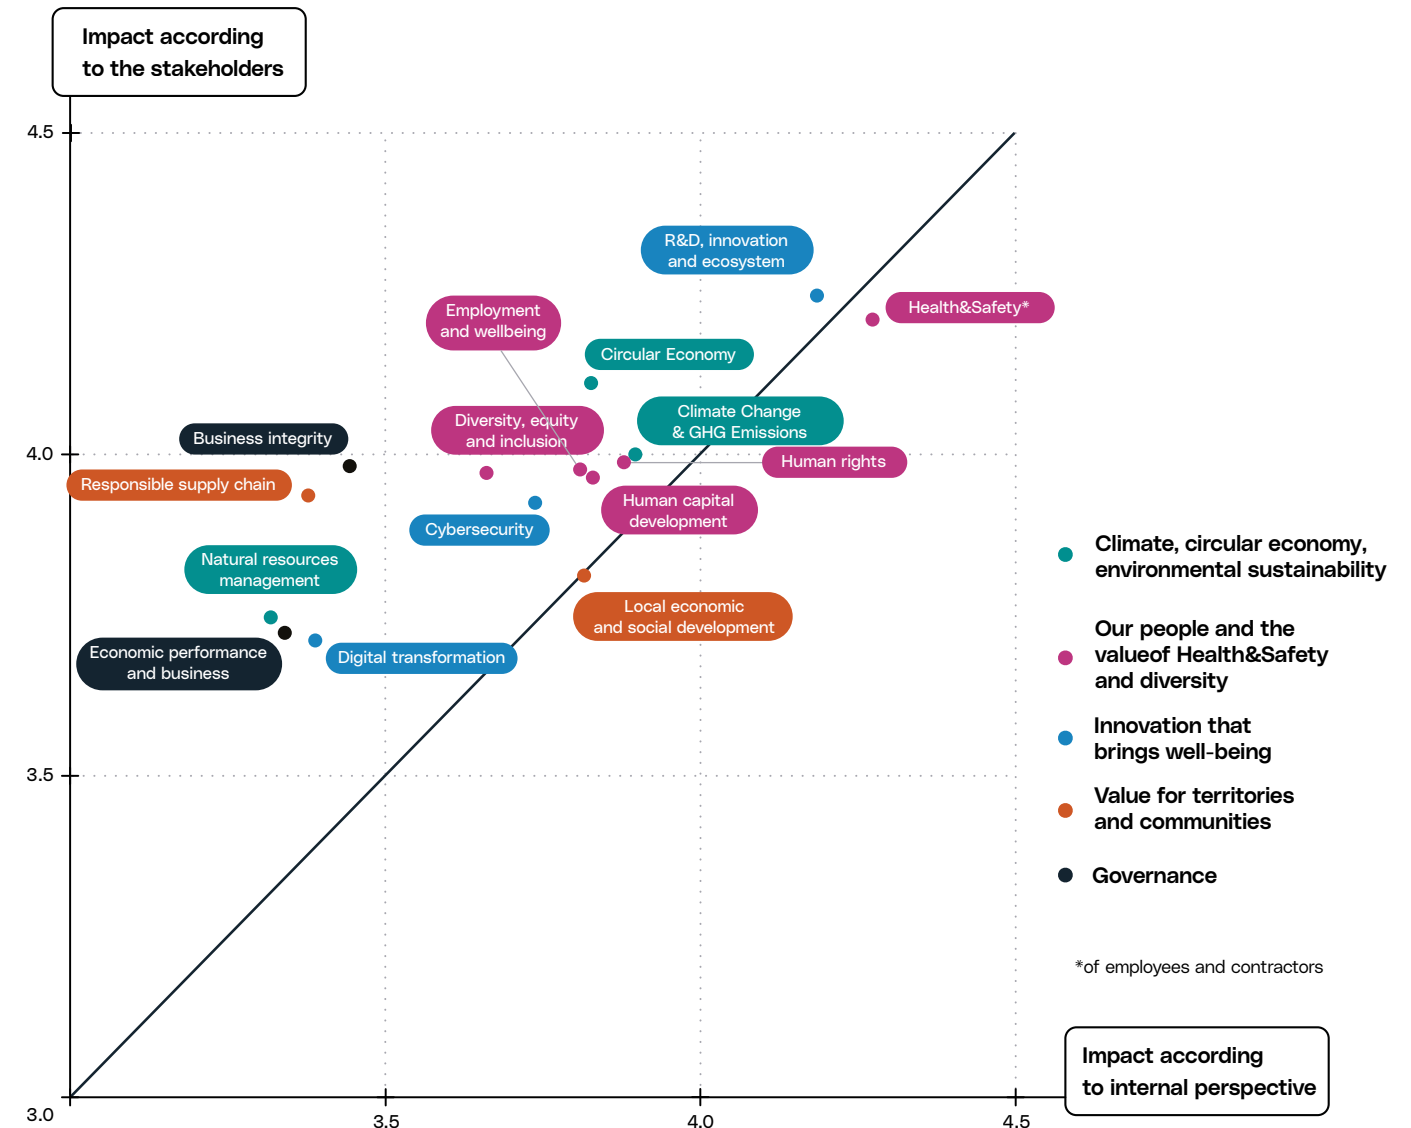 Impact according
to the stakeholders
4.5
R&D, innovation
and ecosystem
Health&Safety*
Employment
and wellbeing
Circular Economy
Climate Change
& GHG Emissions
Diversity, equity
and inclusion
Business integrity
4.0
Human rights
Responsible supply chain
Human capital
development
Cybersecurity
Natural resources
management
Local economic
and social development
Economic performance
and business
Digital transformation
3.5
3.0
3.5
4.0
4.5
Climate, circular economy,
environmental sustainability
Our people and the
valueof Health&Safety
and diversity
Innovation that
brings well-being
Value for territories
and communities
Governance
*of employees and contractors
Impact according
to internal perspective